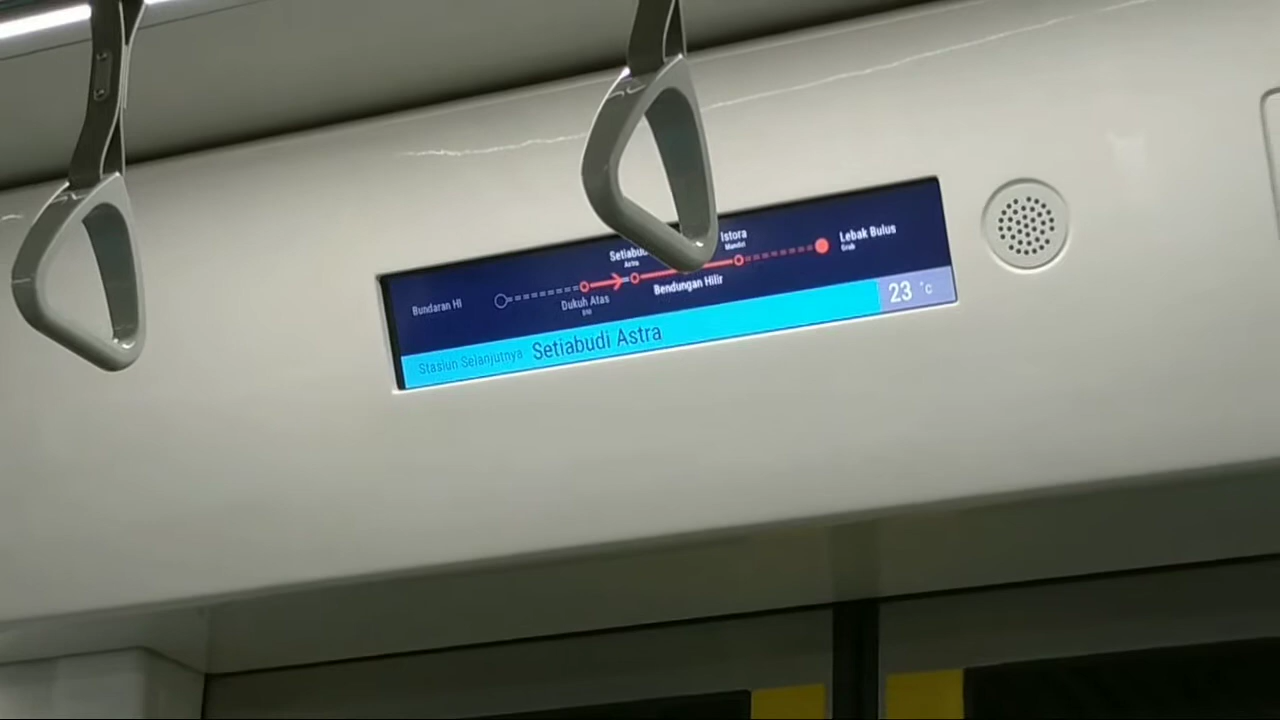 Setiabudi
Astra
Istora
Mandiri
Lebak Bulus
Grab
Bundaran HI
Dukuh Atas
BNI
Bendungan Hilir
Stasiun Selanjutnya Setiabudi Astra
23 °C